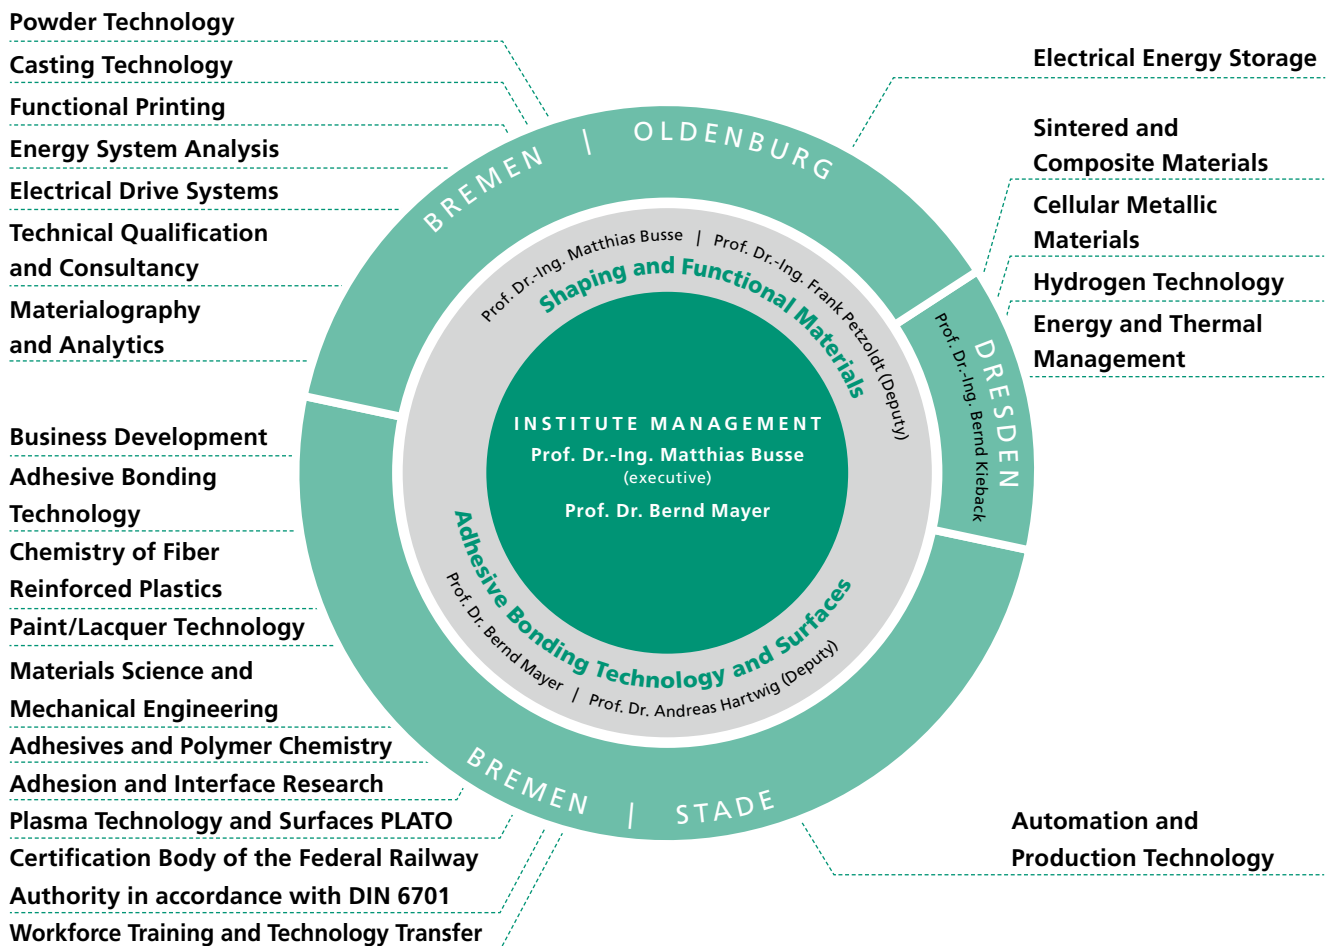 Powder Technology
Casting Technology
Functional Printing
Energy System Analysis
Electrical Drive Systems
Technical Qualification
and Consultancy
Materialography
and Analytics
Business Development
Adhesive Bonding
Technology
Chemistry of Fiber
Reinforced Plastics
Paint/Lacquer Technology
Materials Science and
Mechanical Engineering
Adhesives and Polymer Chemistry
Adhesion and Interface Research
Plasma Technology and Surfaces PLATO
Certification Body of the Federal Railway
Authority in accordance with DIN 6701
Workforce Training and Technology Transfer
BREMEN | OLDENBURG
Prof. Dr.-Ing. Matthias Busse | Prof. Dr.-Ing. Frank Petzoldt (Deputy)
Shaping and Functional Materials
INSTITUTE MANAGEMENT
Prof. Dr.-Ing. Matthias Busse
(executive)
Prof. Dr. Bernd Mayer
Adhesive Bonding Technology and Surfaces
Prof. Dr. Bernd Mayer | Prof. Dr. Andreas Hartwig (Deputy)
BREMEN | STADE
DRESDEN
Prof. Dr.-Ing. Bernd Kieback
Electrical Energy Storage
Sintered and
Composite Materials
Cellular Metallic
Materials
Hydrogen Technology
Energy and Thermal
Management
Automation and
Production Technology